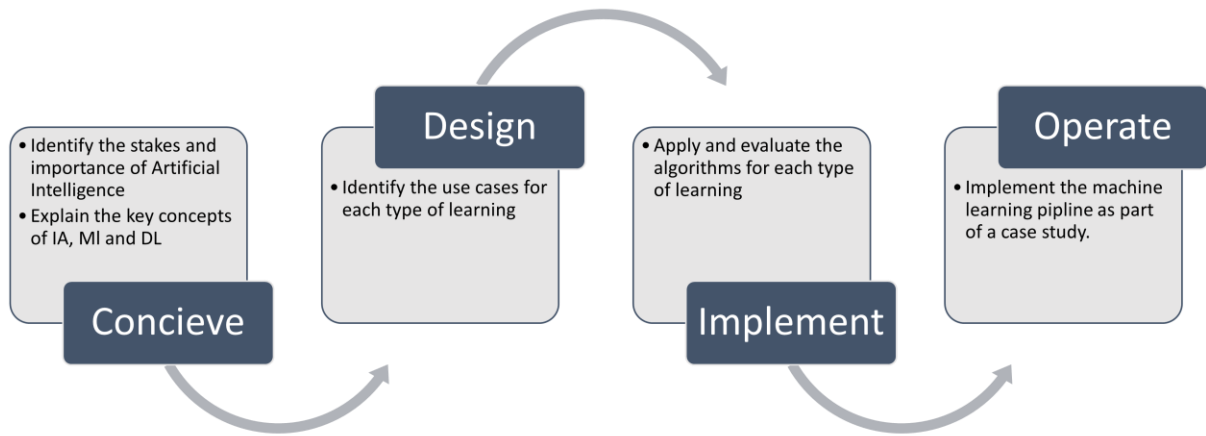 • Identify the stakes and
importance of Artificial
Intelligence
• Explain the key concepts
of IA, Ml and DL
Concieve
Design
• Identify the use cases for
each type of learning
• Apply and evaluate the
algorithms for each type
of learning
Implement
Operate
• Implement the machine
learning pipline as part
of a case study.